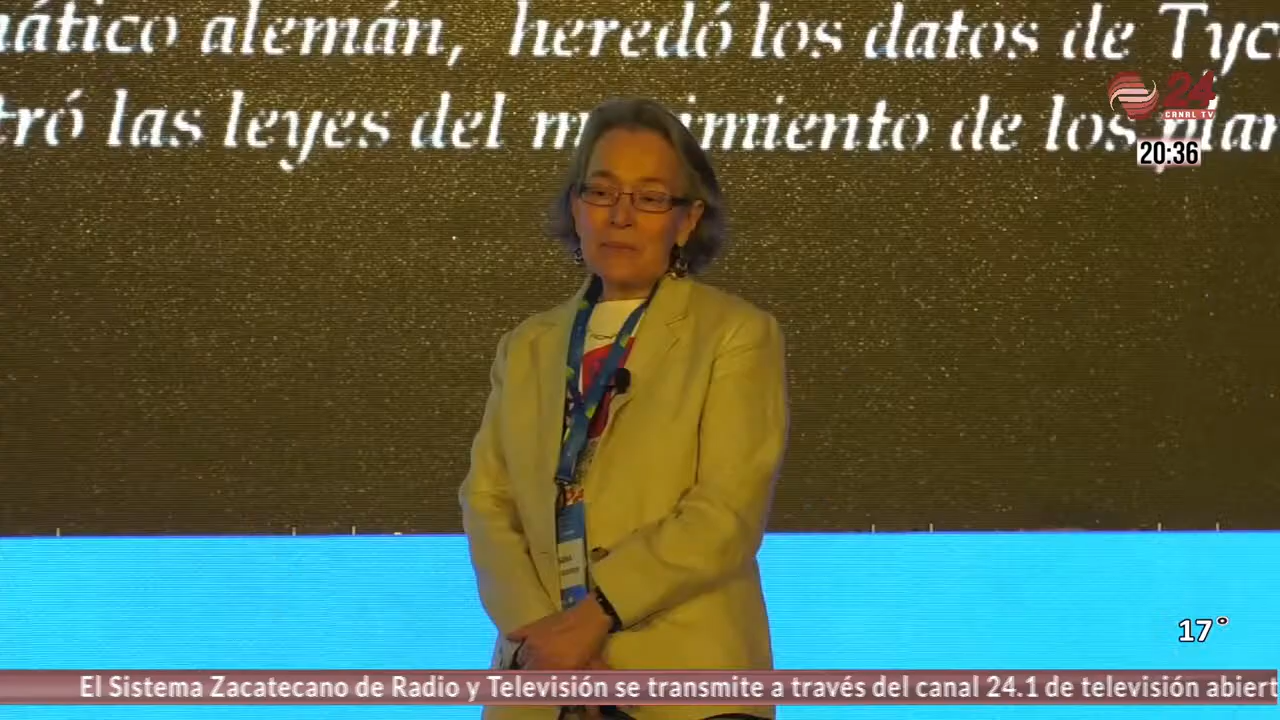 ático alemán, heredó los datos de Tyc
tró las leyes del m imiento de los plan
24
CANAL TV
20:36
17°
El Sistema Zacatecano de Radio y Televisión se transmite a través del canal 24.1 de televisión abiert